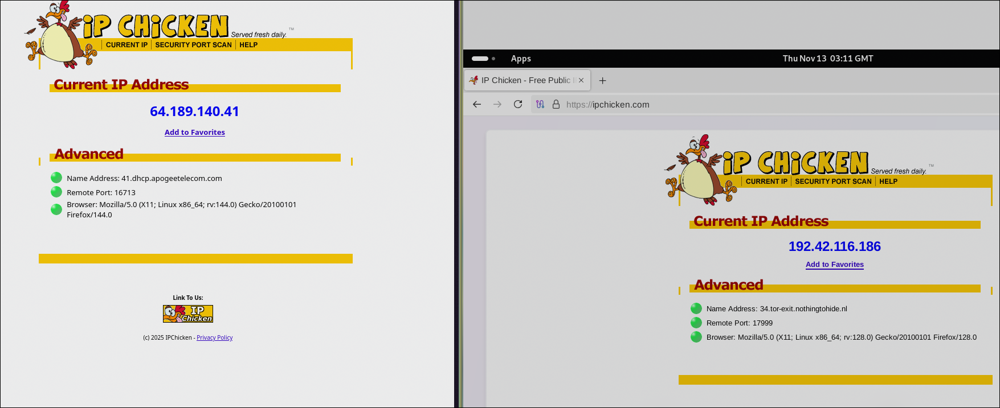 iP CHiCKEN
Served fresh daily.
TM
CURRENT IP | SECURITY PORT SCAN | HELP
Current IP Address
64.189.140.41
Add to Favorites
Advanced
Name Address: 41.dhcp.apogeetelecom.com
Remote Port: 16713
Browser: Mozilla/5.0 (X11; Linux x86_64; rv:144.0) Gecko/20100101
Firefox/144.0
Link To Us:
IP
Chicken
(c) 2025 IPChicken - Privacy Policy
Apps
Thu Nov 13 03:11 GMT
IP Chicken - Free Public
https://ipchicken.com
iP CHiCKEN
Served fresh daily.
TM
CURRENT IP | SECURITY PORT SCAN | HELP
Current IP Address
192.42.116.186
Add to Favorites
Advanced
Name Address: 34.tor-exit.nothingtohide.nl
Remote Port: 17999
Browser: Mozilla/5.0 (X11; Linux x86_64; rv:128.0) Gecko/20100101 Firefox/128.0